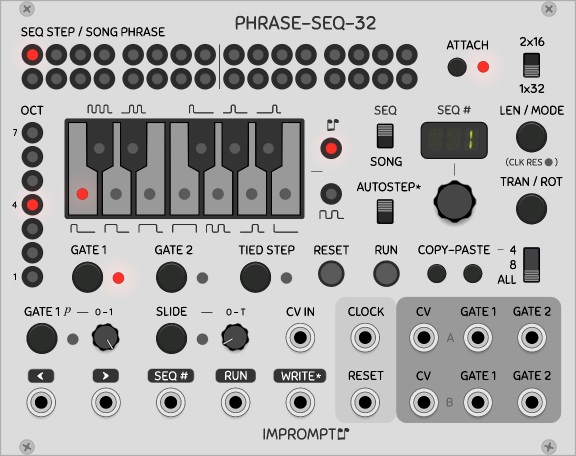 PHRASE-SEQ-32
SEQ STEP / SONG PHRASE
ATTACH
2x16
1x32
OCT
7
4
1
SEQ
SONG
AUTOSTEP*
SEQ #
1
LEN / MODE
(CLK RES )
TRAN / ROT
GATE 1
GATE 2
TIED STEP
RESET
RUN
COPY-PASTE
4
8
ALL
GATE 1 p — 0-1
SLIDE — 0-T
CV IN
CLOCK
CV
GATE 1
GATE 2
A
<
>
SEQ #
RUN
WRITE*
RESET
CV
GATE 1
GATE 2
B
IMPROMPT